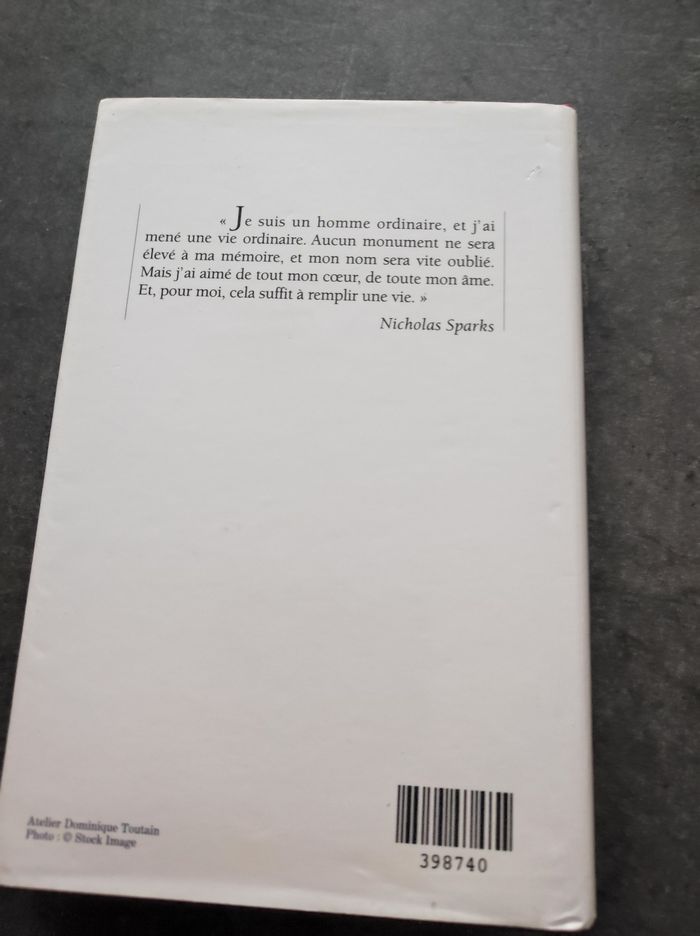 « Je suis un homme ordinaire, et j'ai
mené une vie ordinaire. Aucun monument ne sera
élevé à ma mémoire, et mon nom sera vite oublié.
Mais j'ai aimé de tout mon cœur, de toute mon âme.
Et, pour moi, cela suffit à remplir une vie. »
Nicholas Sparks
Atelier Dominique Toutain
Photo : © Stock Image
398740